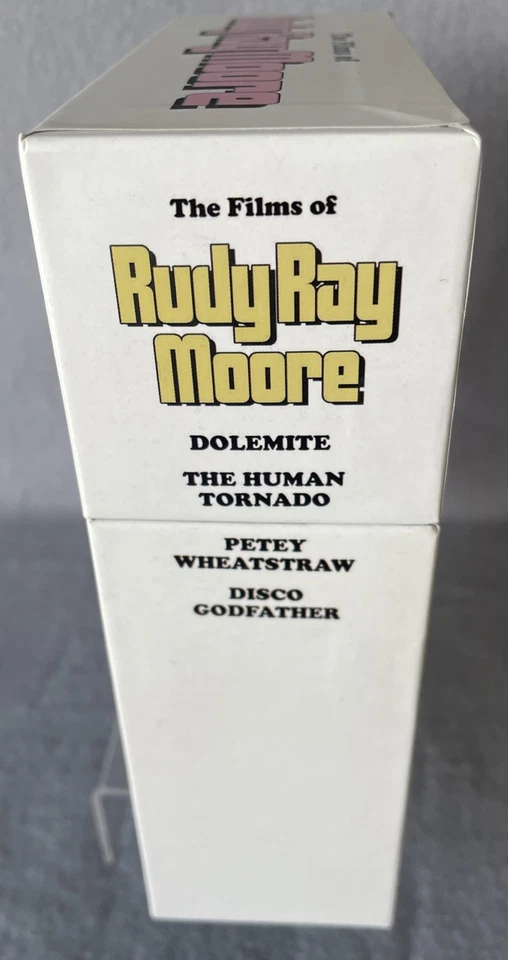 The Films of
Rudy Ray
Moore
DOLEMITE
THE HUMAN
TORNADO
PETEY
WHEATSTRAW
DISCO
GODFATHER